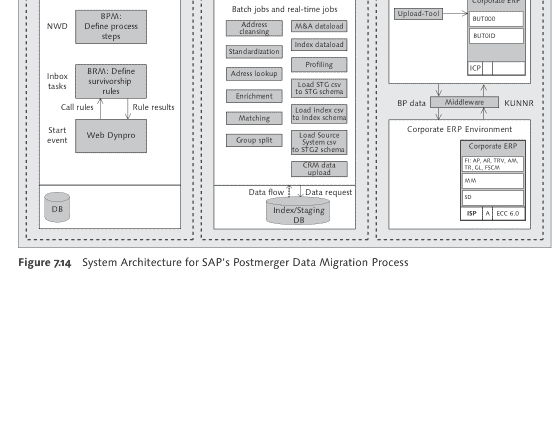 NWD
BPM:
Define process
steps
Inbox
tasks
BRM: Define
survivorship
rules
Call rules
Rule results
Start
event
Web Dynpro
DB
Batch jobs and real-time jobs
Address
cleansing
Standardization
Adress lookup
Enrichment
Matching
Group split
M&A dataload
Index dataload
Profiling
Load STG csv
to STG schema
Load Index csv
to Index schema
Load Source
System csv
to STG2 schema
CRM data
upload
Data flow
Data request
Index/Staging
DB
Corporate ERP
Upload-Tool
BUT000
BUT0ID
ICP
BP data
Middleware
KUNNR
Corporate ERP Environment
Corporate ERP
FI: AP, AR, TRV, AM,
TR, GL, FSCM
MM
SD
ISP A ECC 6.0
Figure 7.14 System Architecture for SAP's Postmerger Data Migration Process